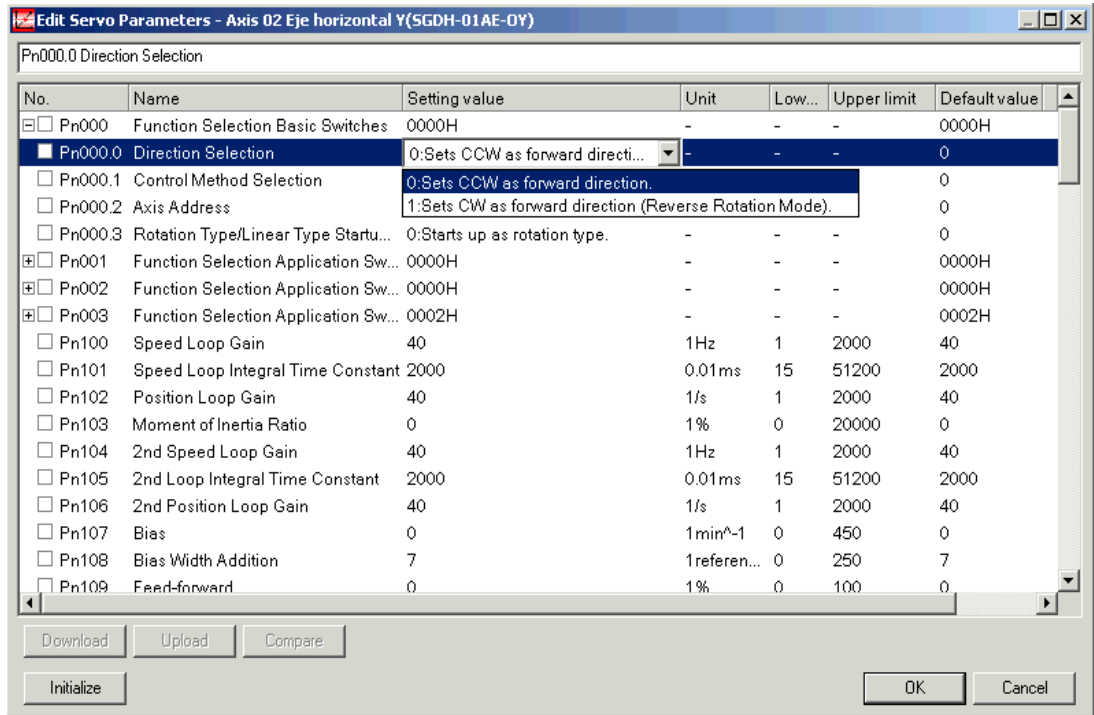 Edit Servo Parameters - Axis 02 Eje horizontal Y(SGDH-01AE-OY)
Pn000.0 Direction Selection
No. Name Setting value Unit Low... Upper limit Default value
Pn000 Function Selection Basic Switches 0000H - - - 0000H
Pn000.0 Direction Selection 0:Sets CCW as forward directi... - - - 0
Pn000.1 Control Method Selection 0:Sets CCW as forward direction. 0
Pn000.2 Axis Address 1:Sets CW as forward direction (Reverse Rotation Mode). 0
Pn000.3 Rotation Type/Linear Type Startu... 0:Starts up as rotation type. - - - 0
Pn001 Function Selection Application Sw... 0000H - - - 0000H
Pn002 Function Selection Application Sw... 0000H - - - 0000H
Pn003 Function Selection Application Sw... 0002H - - - 0002H
Pn100 Speed Loop Gain 40 1Hz 1 2000 40
Pn101 Speed Loop Integral Time Constant 2000 0.01ms 15 51200 2000
Pn102 Position Loop Gain 40 1/s 1 2000 40
Pn103 Moment of Inertia Ratio 0 1% 0 20000 0
Pn104 2nd Speed Loop Gain 40 1Hz 1 2000 40
Pn105 2nd Loop Integral Time Constant 2000 0.01ms 15 51200 2000
Pn106 2nd Position Loop Gain 40 1/s 1 2000 40
Pn107 Bias 0 1min^-1 0 450 0
Pn108 Bias Width Addition 7 1referen... 0 250 7
Pn109 Feed-forward 0 1% 0 100 0
Download Upload Compare
Initialize OK Cancel